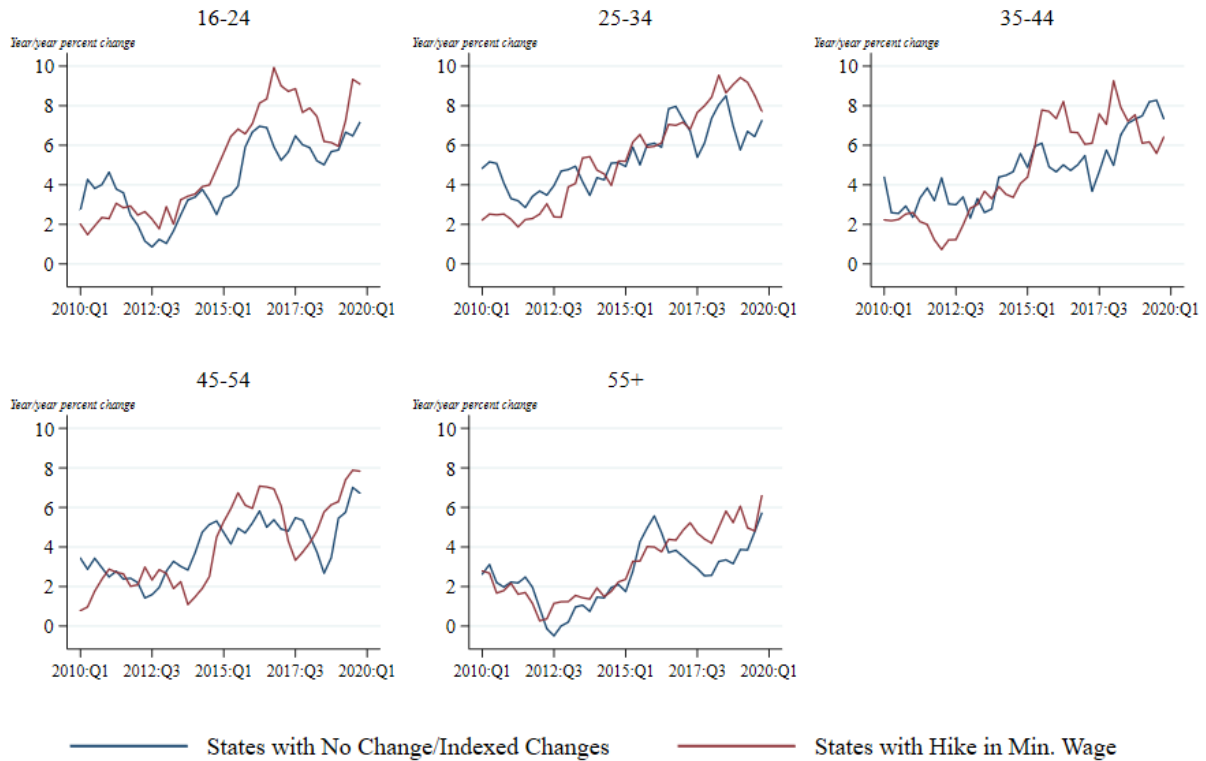 16-24
Year/year percent change
10
8
6
4
2
0
2010:Q1 2012:Q3 2015:Q1 2017:Q3 2020:Q1
25-34
Year/year percent change
10
8
6
4
2
0
2010:Q1 2012:Q3 2015:Q1 2017:Q3 2020:Q1
35-44
Year/year percent change
10
8
6
4
2
0
2010:Q1 2012:Q3 2015:Q1 2017:Q3 2020:Q1
45-54
Year/year percent change
10
8
6
4
2
0
2010:Q1 2012:Q3 2015:Q1 2017:Q3 2020:Q1
55+
Year/year percent change
10
8
6
4
2
0
2010:Q1 2012:Q3 2015:Q1 2017:Q3 2020:Q1
States with No Change/Indexed Changes
States with Hike in Min. Wage